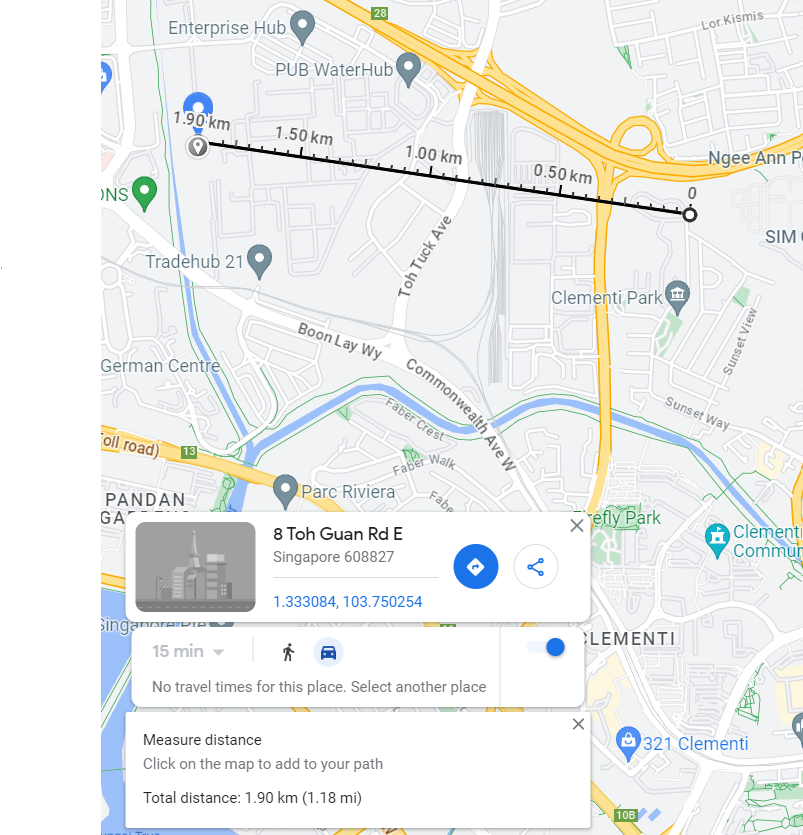 28
Lor Kismis
Enterprise Hub
PUB WaterHub
1.90 km
1.50 km
1.00 km
0.50 km
0
Ngee Ann Po
ONS
SIM
Toh Tuck Ave
Tradehub 21
Clementi Park
Sunset View
Boon Lay Wy
German Centre
Commonwealth Ave W
Sunset Way
Faber Crest
oll road)
13
Faber Walk
Parc Riviera
PANDAN
GARDENS
Faber
Firefly Park
Clementi
Commun
8 Toh Guan Rd E
Singapore 608827
1.333084, 103.750254
Singapore Pie
CLEMENTI
15 min
No travel times for this place. Select another place
Measure distance
Click on the map to add to your path
Total distance: 1.90 km (1.18 mi)
321 Clementi
10B